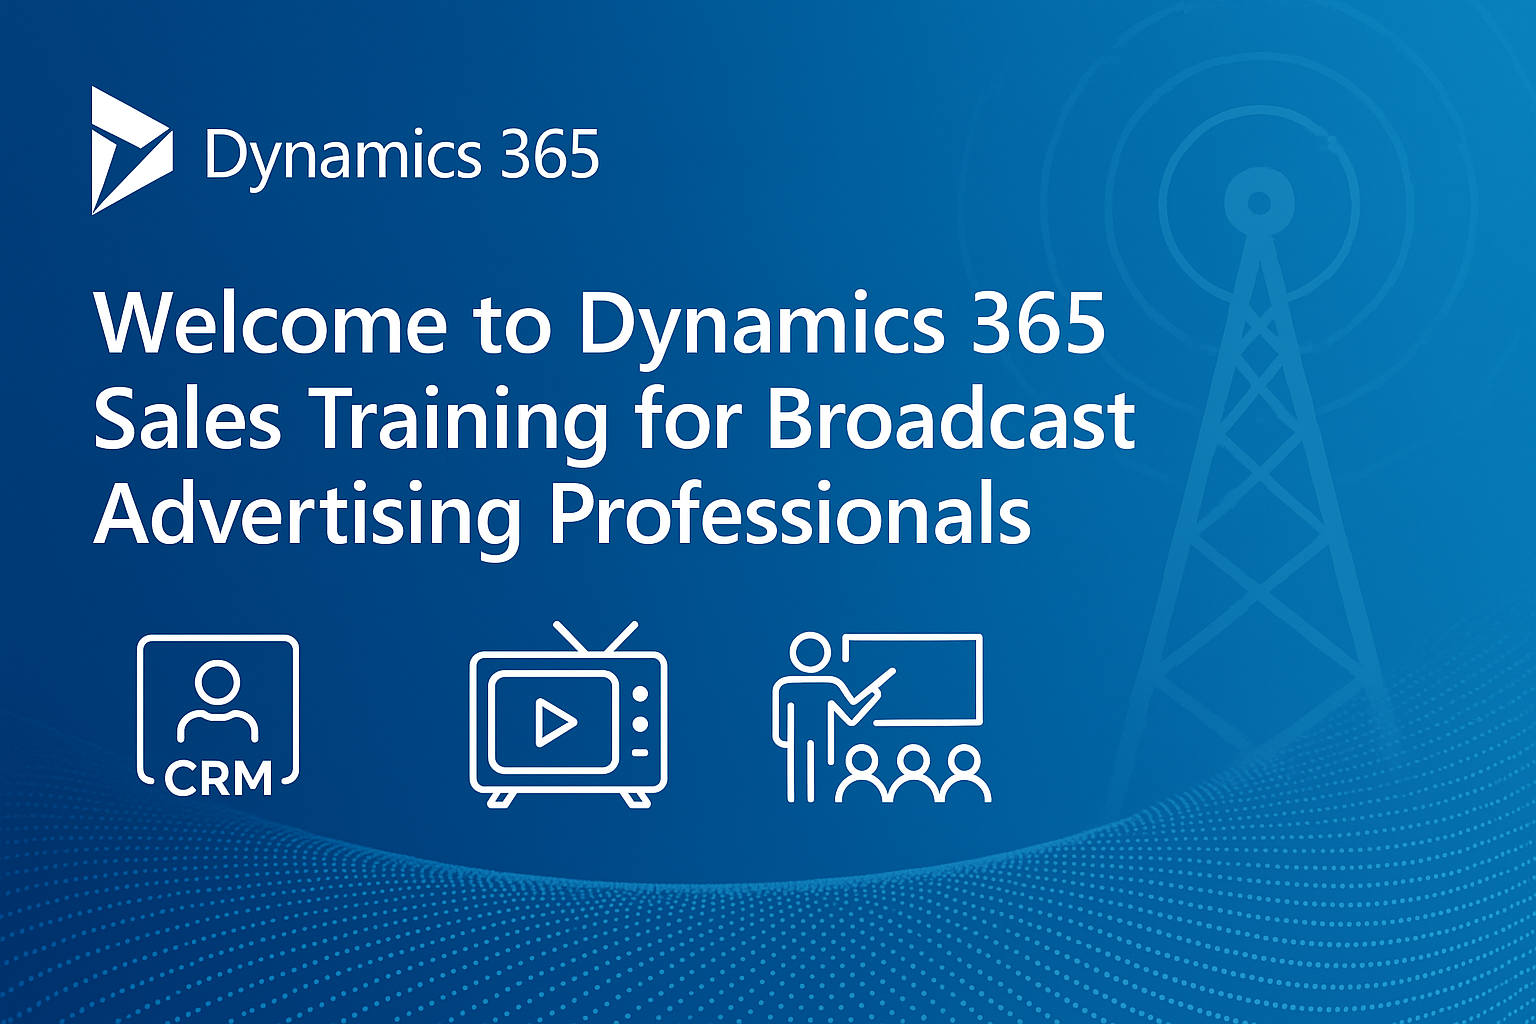 Dynamics 365
Welcome to Dynamics 365
Sales Training for Broadcast
Advertising Professionals
CRM